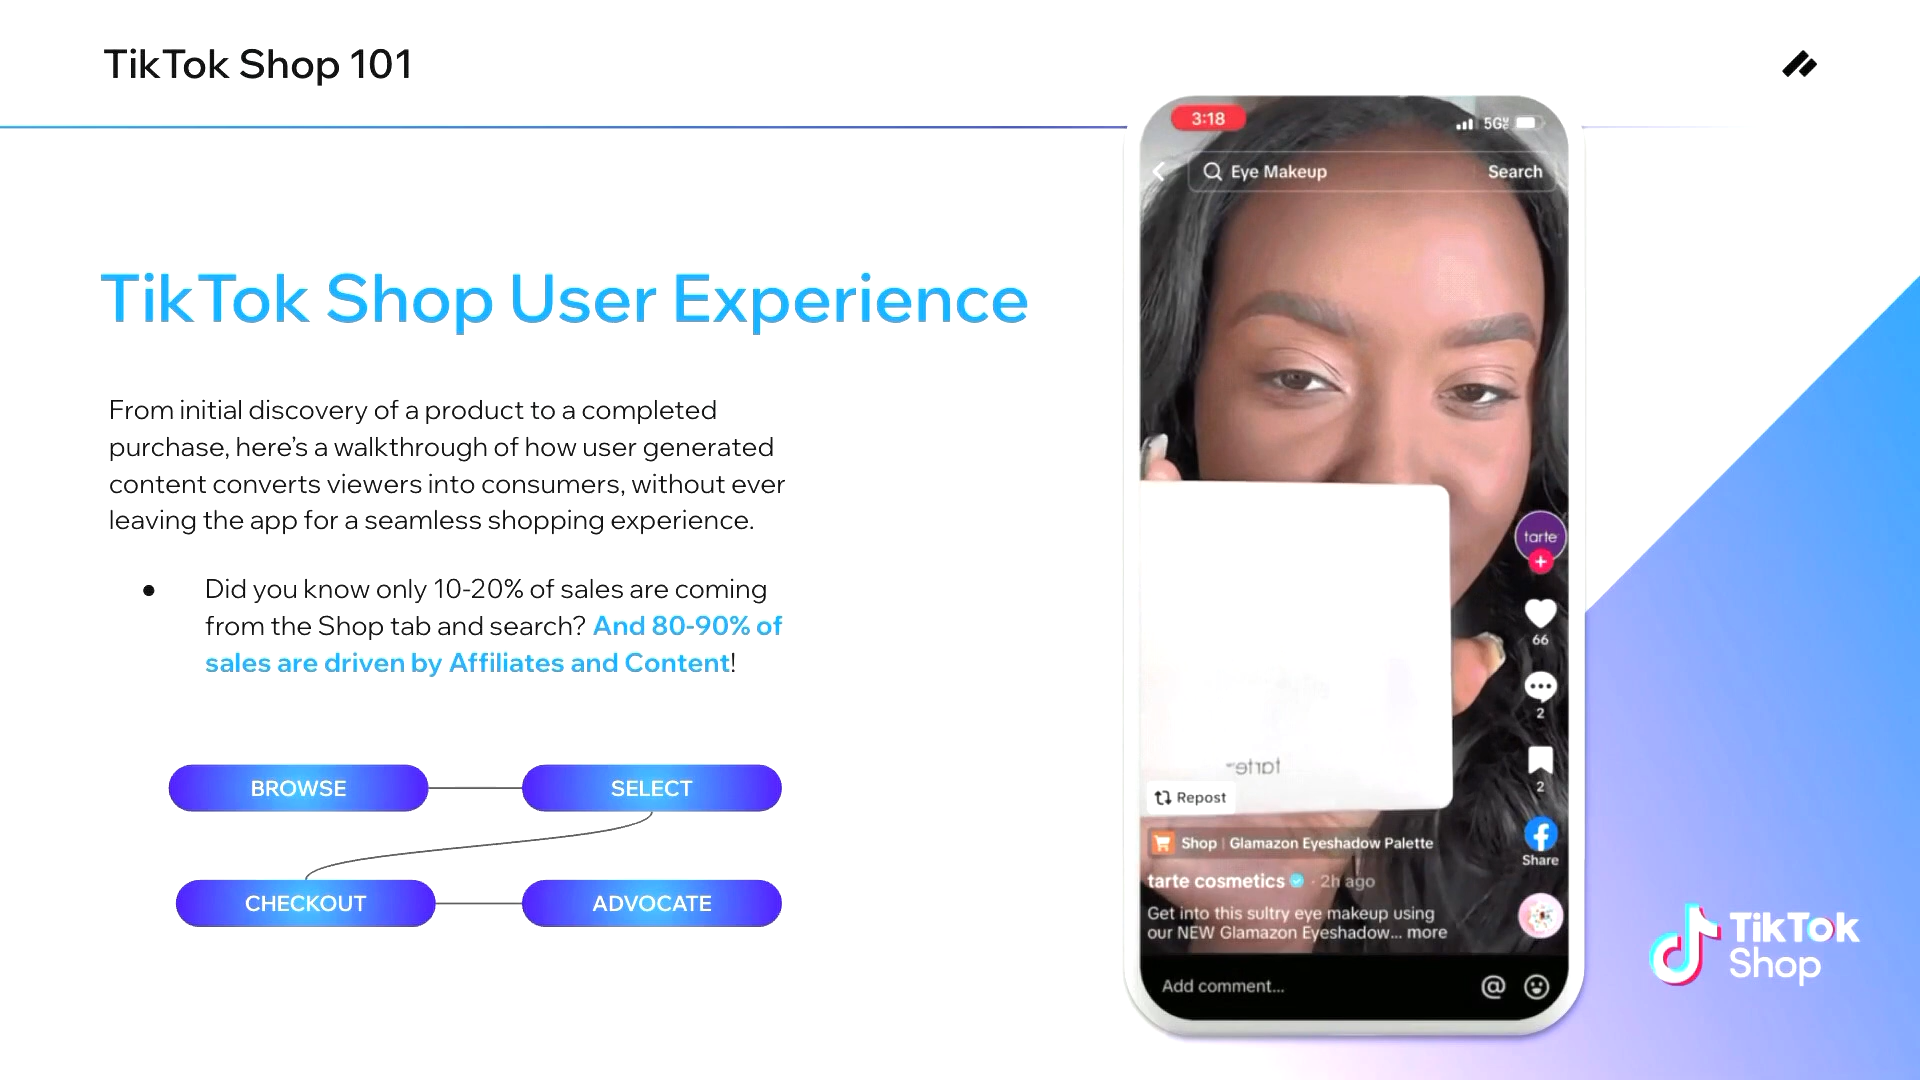 TikTok Shop 101
TikTok Shop User Experience
From initial discovery of a product to a completed
purchase, here's a walkthrough of how user generated
content converts viewers into consumers, without ever
leaving the app for a seamless shopping experience.
● Did you know only 10-20% of sales are coming
from the Shop tab and search? And 80-90% of
sales are driven by Affiliates and Content!
BROWSE
SELECT
CHECKOUT
ADVOCATE
3:18
5G
Eye Makeup
Search
tarte
66
2
2
Share
tarte
Repost
Shop | Glamazon Eyeshadow Palette
tarte cosmetics · 2h ago
Get into this sultry eye makeup using
our NEW Glamazon Eyeshadow... more
Add comment...
@
TikTok
Shop